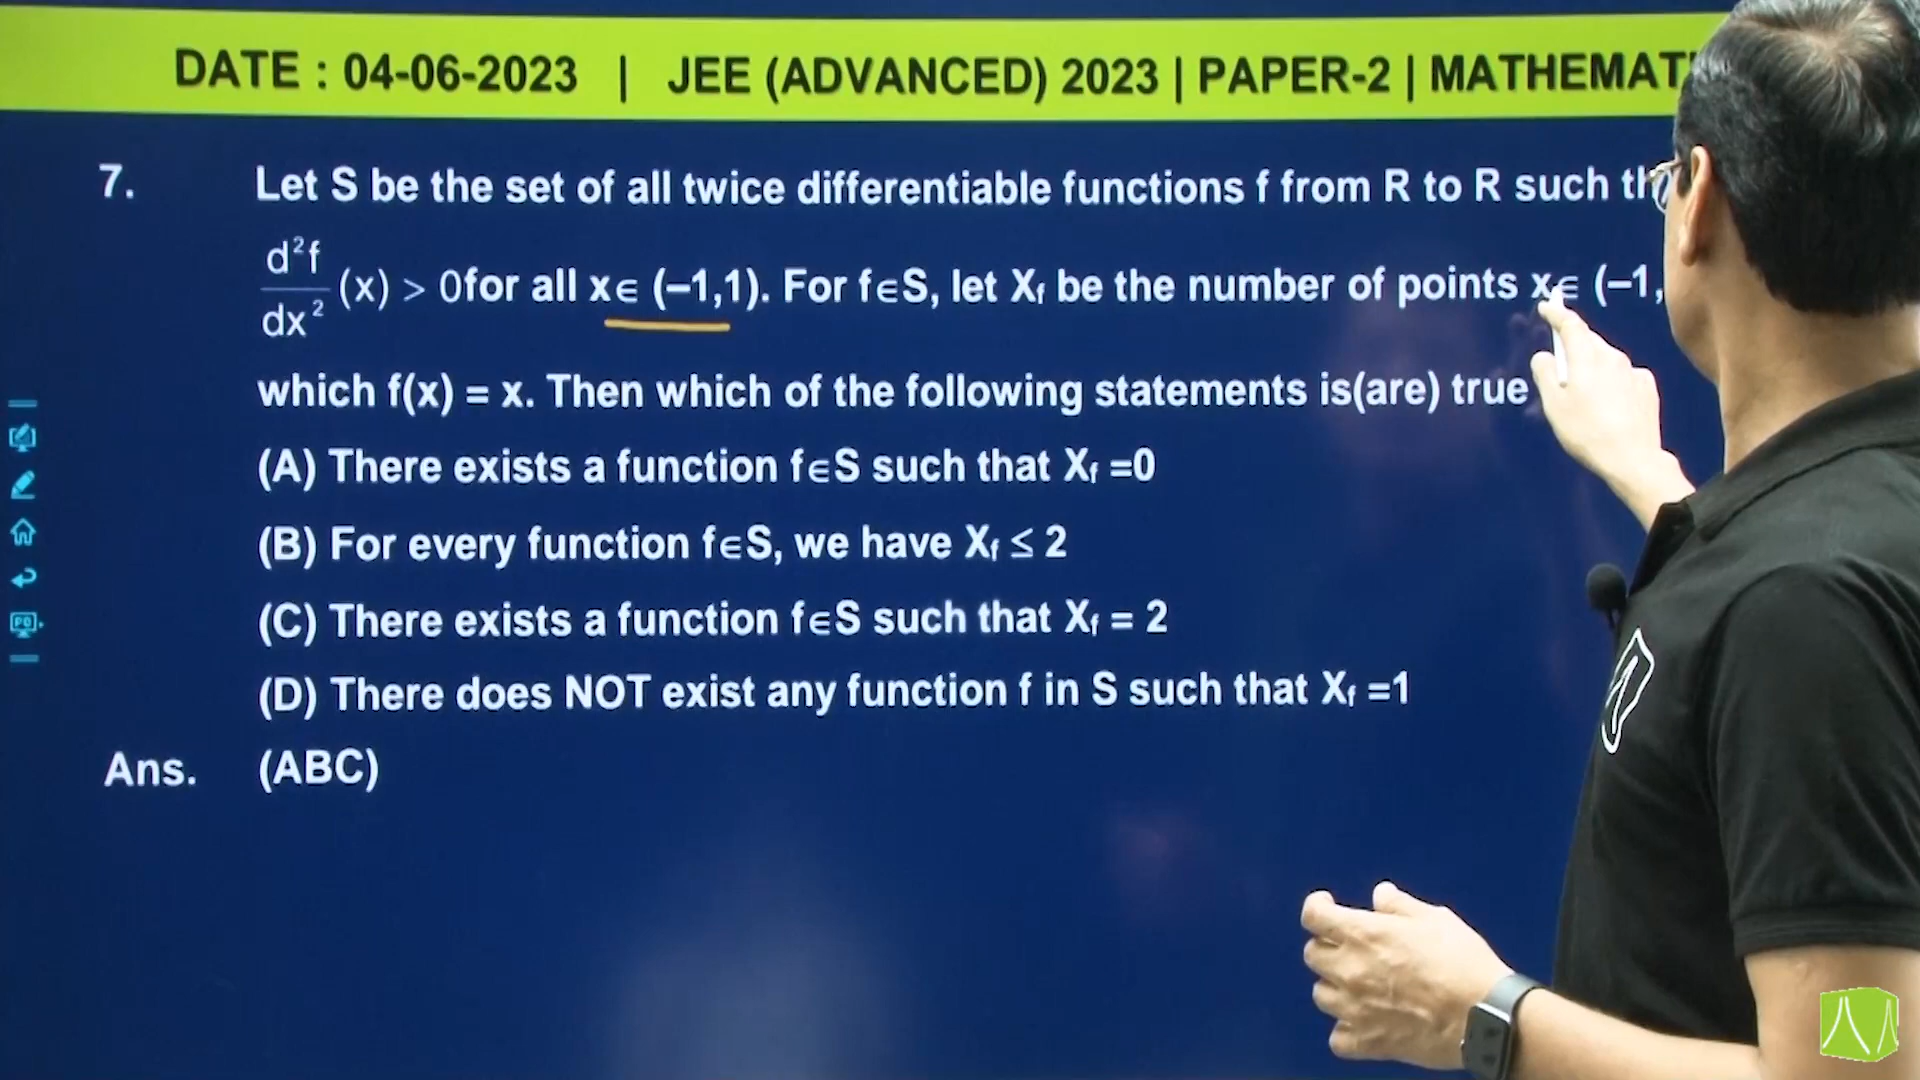 DATE : 04-06-2023 | JEE (ADVANCED) 2023 | PAPER-2 |
7. Let S be the set of all twice differentiable functions f from R to R such
d²f/dx² (x) > 0for all x∈ (–1,1). For f∈S, let Xf be the number of points x∈ (–1,
which f(x) = x. Then which of the following statements is(are) true
(A) There exists a function f∈S such that Xf =0
(B) For every function f∈S, we have Xf ≤ 2
(C) There exists a function f∈S such that Xf = 2
(D) There does NOT exist any function f in S such that Xf =1
Ans. (ABC)